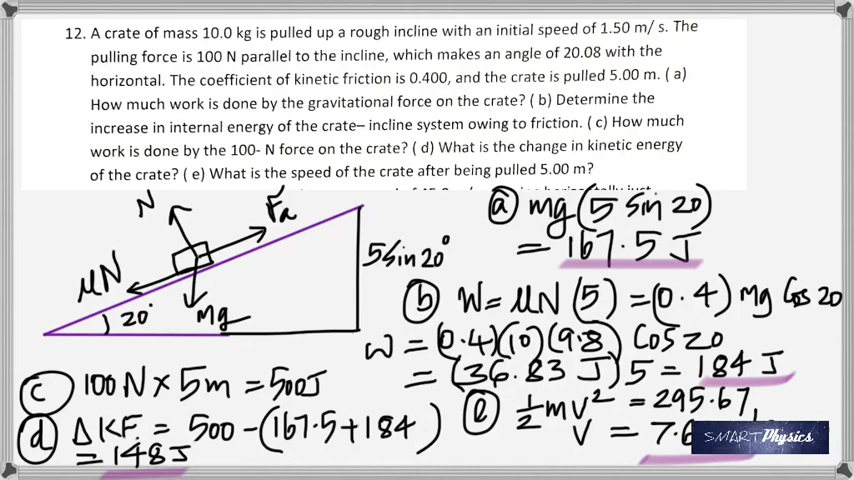 12. A crate of mass 10.0 kg is pulled up a rough incline with an initial speed of 1.50 m/ s. The
pulling force is 100 N parallel to the incline, which makes an angle of 20.08 with the
horizontal. The coefficient of kinetic friction is 0.400, and the crate is pulled 5.00 m. ( a)
How much work is done by the gravitational force on the crate? ( b) Determine the
increase in internal energy of the crate– incline system owing to friction. ( c) How much
work is done by the 100- N force on the crate? ( d) What is the change in kinetic energy
of the crate? ( e) What is the speed of the crate after being pulled 5.00 m?
N
Fa
μN
20°
Mg
5 Sin 20°
(a) mg(5 Sin 20)
= 167.5 J
(b) W = μN (5) = (0.4) mg Cos 20
W = (0.4)(10)(9.8) Cos 20
= (36.83 J) 5 = 184 J
(c) 100 N × 5 m = 500J
(d) ΔKE = 500 - (167.5 + 184)
= 148 J
(e) ½ mV² = 295.67
V = 7.6
SMART Physics